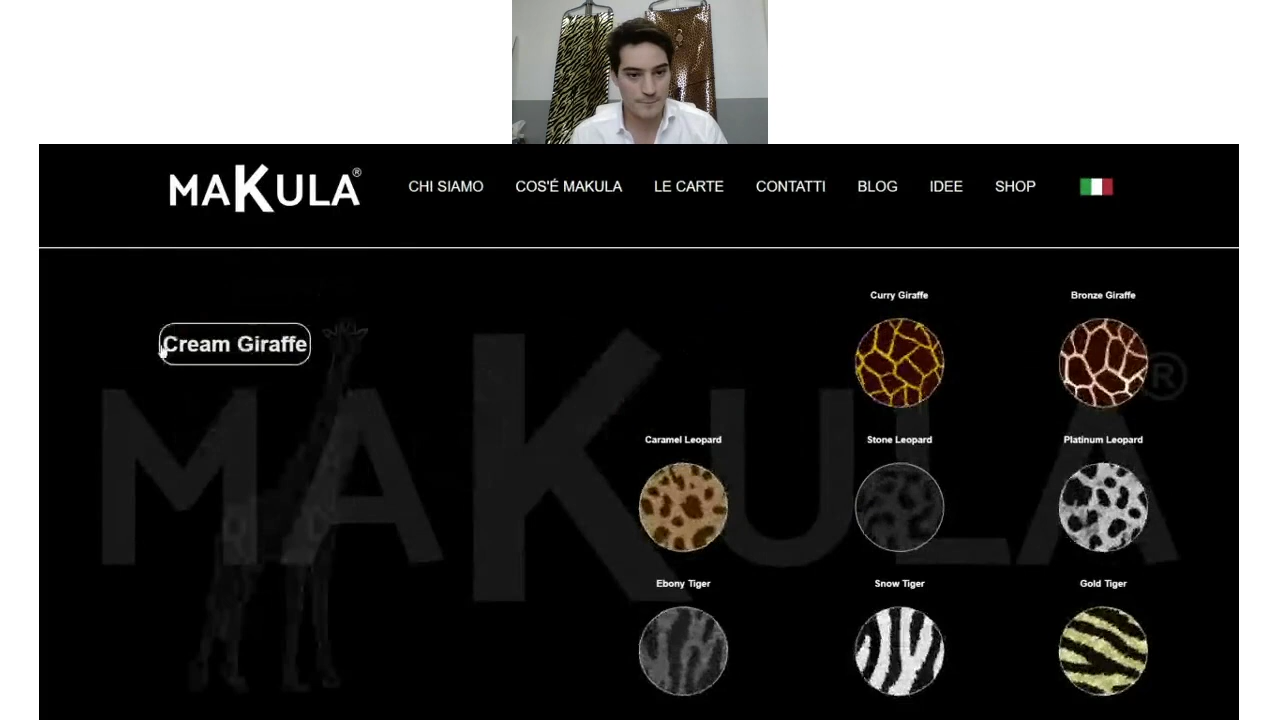 MAKULA®
CHI SIAMO
COS'É MAKULA
LE CARTE
CONTATTI
BLOG
IDEE
SHOP
Cream Giraffe
Curry Giraffe
Bronze Giraffe
MAKULA®
Caramel Leopard
Stone Leopard
Platinum Leopard
Ebony Tiger
Snow Tiger
Gold Tiger